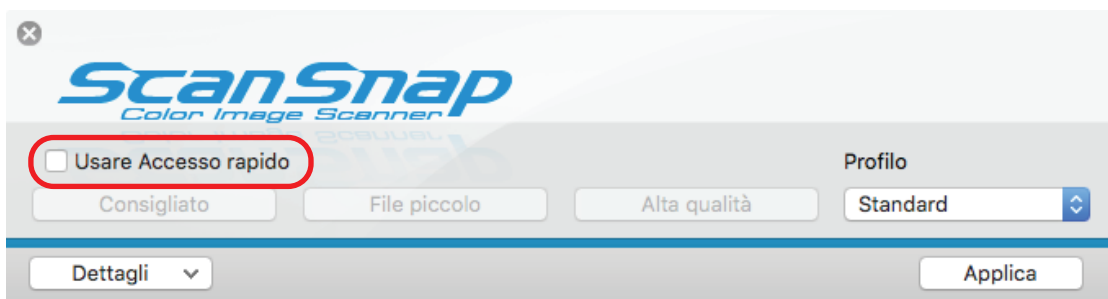 ScanSnap
Color Image Scanner
Usare Accesso rapido
Profilo
Consigliato File piccolo Alta qualità Standard
Dettagli Applica